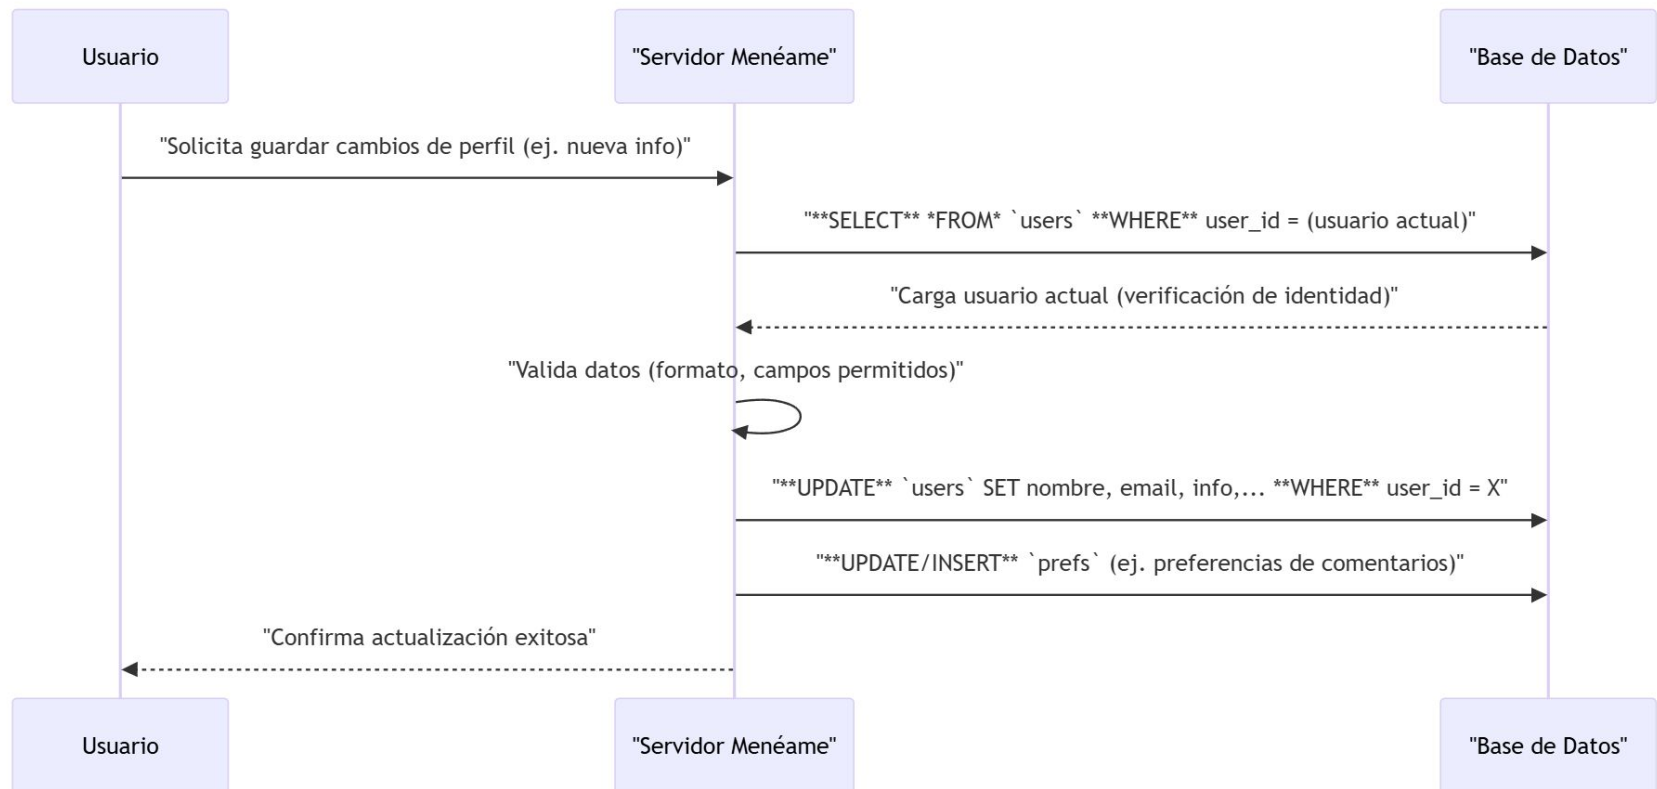 Usuario
"Servidor Menéame"
"Base de Datos"
"Solicita guardar cambios de perfil (ej. nueva info)"
"**SELECT** *FROM* `users` **WHERE** user_id = (usuario actual)"
"Carga usuario actual (verificación de identidad)"
"Valida datos (formato, campos permitidos)"
"**UPDATE** `users` SET nombre, email, info,... **WHERE** user_id = X"
"**UPDATE/INSERT** `prefs` (ej. preferencias de comentarios)"
"Confirma actualización exitosa"
Usuario
"Servidor Menéame"
"Base de Datos"